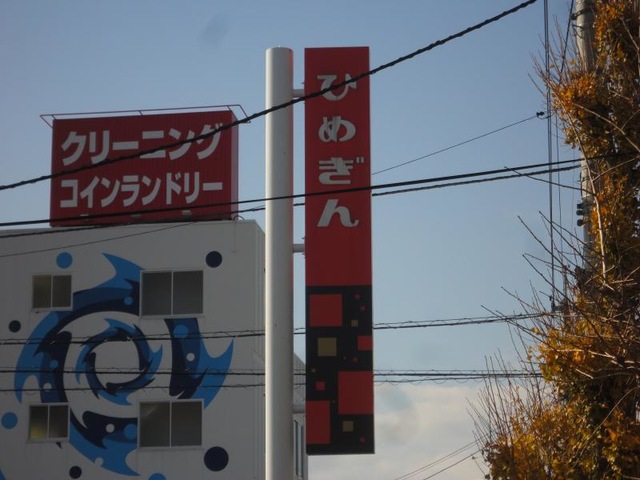 クリーニング
コインランドリー
ひめぎん